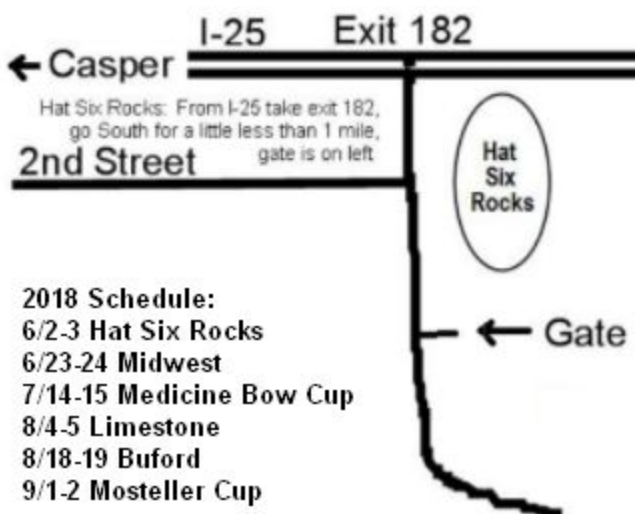 I-25 Exit 182
← Casper
Hat Six Rocks: From I-25 take exit 182,
go South for a little less than 1 mile,
gate is on left
2nd Street
Hat
Six
Rocks
← Gate
2018 Schedule:
6/2-3 Hat Six Rocks
6/23-24 Midwest
7/14-15 Medicine Bow Cup
8/4-5 Limestone
8/18-19 Buford
9/1-2 Mosteller Cup